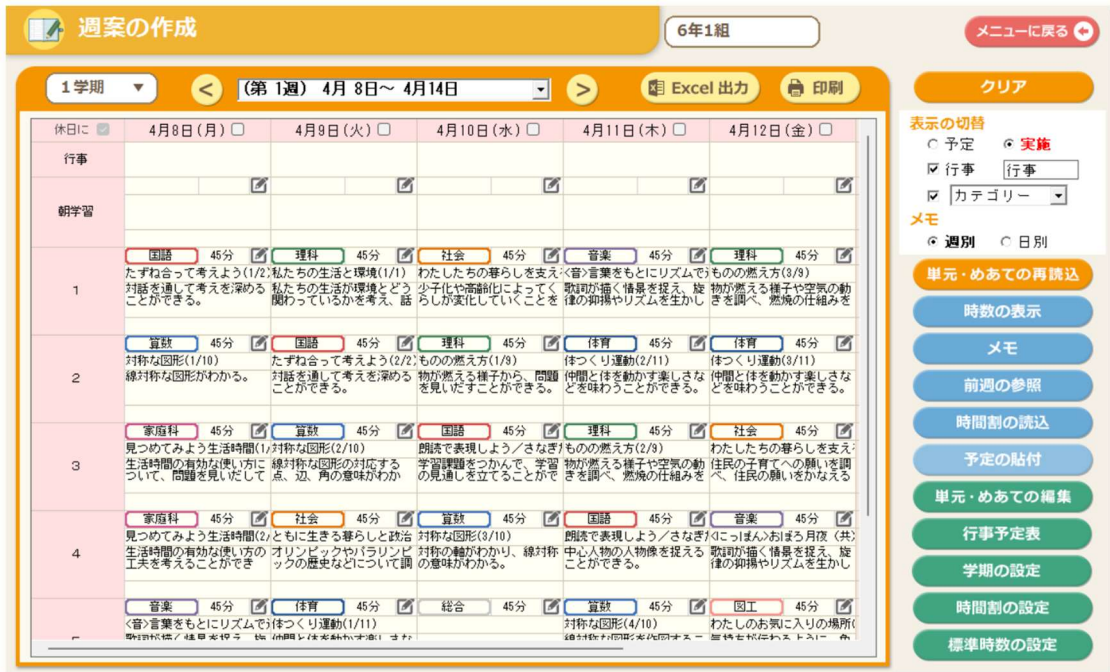 週案の作成
6年1組
メニューに戻る
1学期
(第 1週) 4月 8日～ 4月14日
Excel 出力
印刷
クリア
休日に 4月8日(月) 4月9日(火) 4月10日(水) 4月11日(木) 4月12日(金)
行事
朝学習
1
国語 45分 理科 45分 社会 45分 音楽 45分 理科 45分
たずね合って考えよう(1/2) 私たちの生活と環境(1/1) わたしたちの暮らしを支え <音>言葉をもとにリズムで ものの燃え方(3/9)
対話を通して考えを深める 私たちの生活が環境とどう 少子化や高齢化によってく 歌詞が描く情景を捉え、旋 物が燃える様子や空気の動
ことができる。 関わっているかを考え、話 らしが変化していくことを 律の抑揚やリズムを生かし きを調べ、燃焼の仕組みを
2
算数 45分 国語 45分 理科 45分 体育 45分 体育 45分
対称な図形(1/10) たずね合って考えよう(2/2) ものの燃え方(1/9) 体つくり運動(2/11) 体つくり運動(3/11)
線対称な図形がわかる。 対話を通して考えを深める 物が燃える様子から、問題 仲間と体を動かす楽しさな 仲間と体を動かす楽しさな
ことができる。 を見いだすことができる。 どを味わうことができる。 どを味わうことができる。
3
家庭科 45分 算数 45分 国語 45分 理科 45分 社会 45分
見つめてみよう生活時間(1/ 対称な図形(2/10) 朗読で表現しよう／さなぎ ものの燃え方(2/9) わたしたちの暮らしを支え
生活時間の有効な使い方に 線対称な図形の対応する 学習課題をつかんで、学習 物が燃える様子や空気の動 住民の子育てへの願いを調
ついて、問題を見いだして 点、辺、角の意味がわか の見通しを立てることがで きを調べ、燃焼の仕組みを べ、住民の願いをかなえる
4
家庭科 45分 社会 45分 算数 45分 国語 45分 音楽 45分
見つめてみよう生活時間(2/ ともに生きる暮らしと政治 対称な図形(3/10) 朗読で表現しよう／さなぎ <にっぽん>おぼろ月夜 (共)
生活時間の有効な使い方の オリンピックやパラリンピ 対称の軸がわかり、線対称 中心人物の人物像を捉える 歌詞が描く情景を捉え、旋
工夫を考えることができ ックの歴史などについて調 の意味がわかる。 ことができる。 律の抑揚やリズムを生かし
音楽 45分 体育 45分 総合 45分 算数 45分 図工 45分
<音>言葉をもとにリズムで 体つくり運動(1/11) 対称な図形(4/10) わたしのお気に入りの場所(
表示の切替
予定 実施
行事 行事
カテゴリー
メモ
週別 日別
単元・めあての再読込
時数の表示
メモ
前週の参照
時間割の読込
予定の貼付
単元・めあての編集
行事予定表
学期の設定
時間割の設定
標準時数の設定